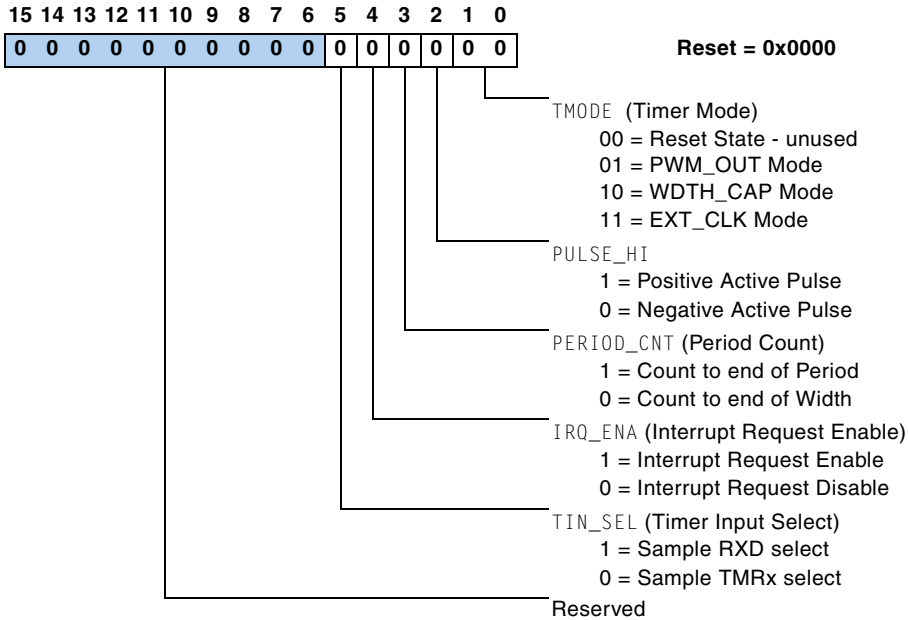 15 14 13 12 11 10 9 8 7 6 5 4 3 2 1 0
0 0 0 0 0 0 0 0 0 0 0 0 0 0 0 0
Reset = 0x0000
TMODE (Timer Mode)
00 = Reset State - unused
01 = PWM_OUT Mode
10 = WDTH_CAP Mode
11 = EXT_CLK Mode
PULSE_HI
1 = Positive Active Pulse
0 = Negative Active Pulse
PERIOD_CNT (Period Count)
1 = Count to end of Period
0 = Count to end of Width
IRQ_ENA (Interrupt Request Enable)
1 = Interrupt Request Enable
0 = Interrupt Request Disable
TIN_SEL (Timer Input Select)
1 = Sample RXD select
0 = Sample TMRx select
Reserved